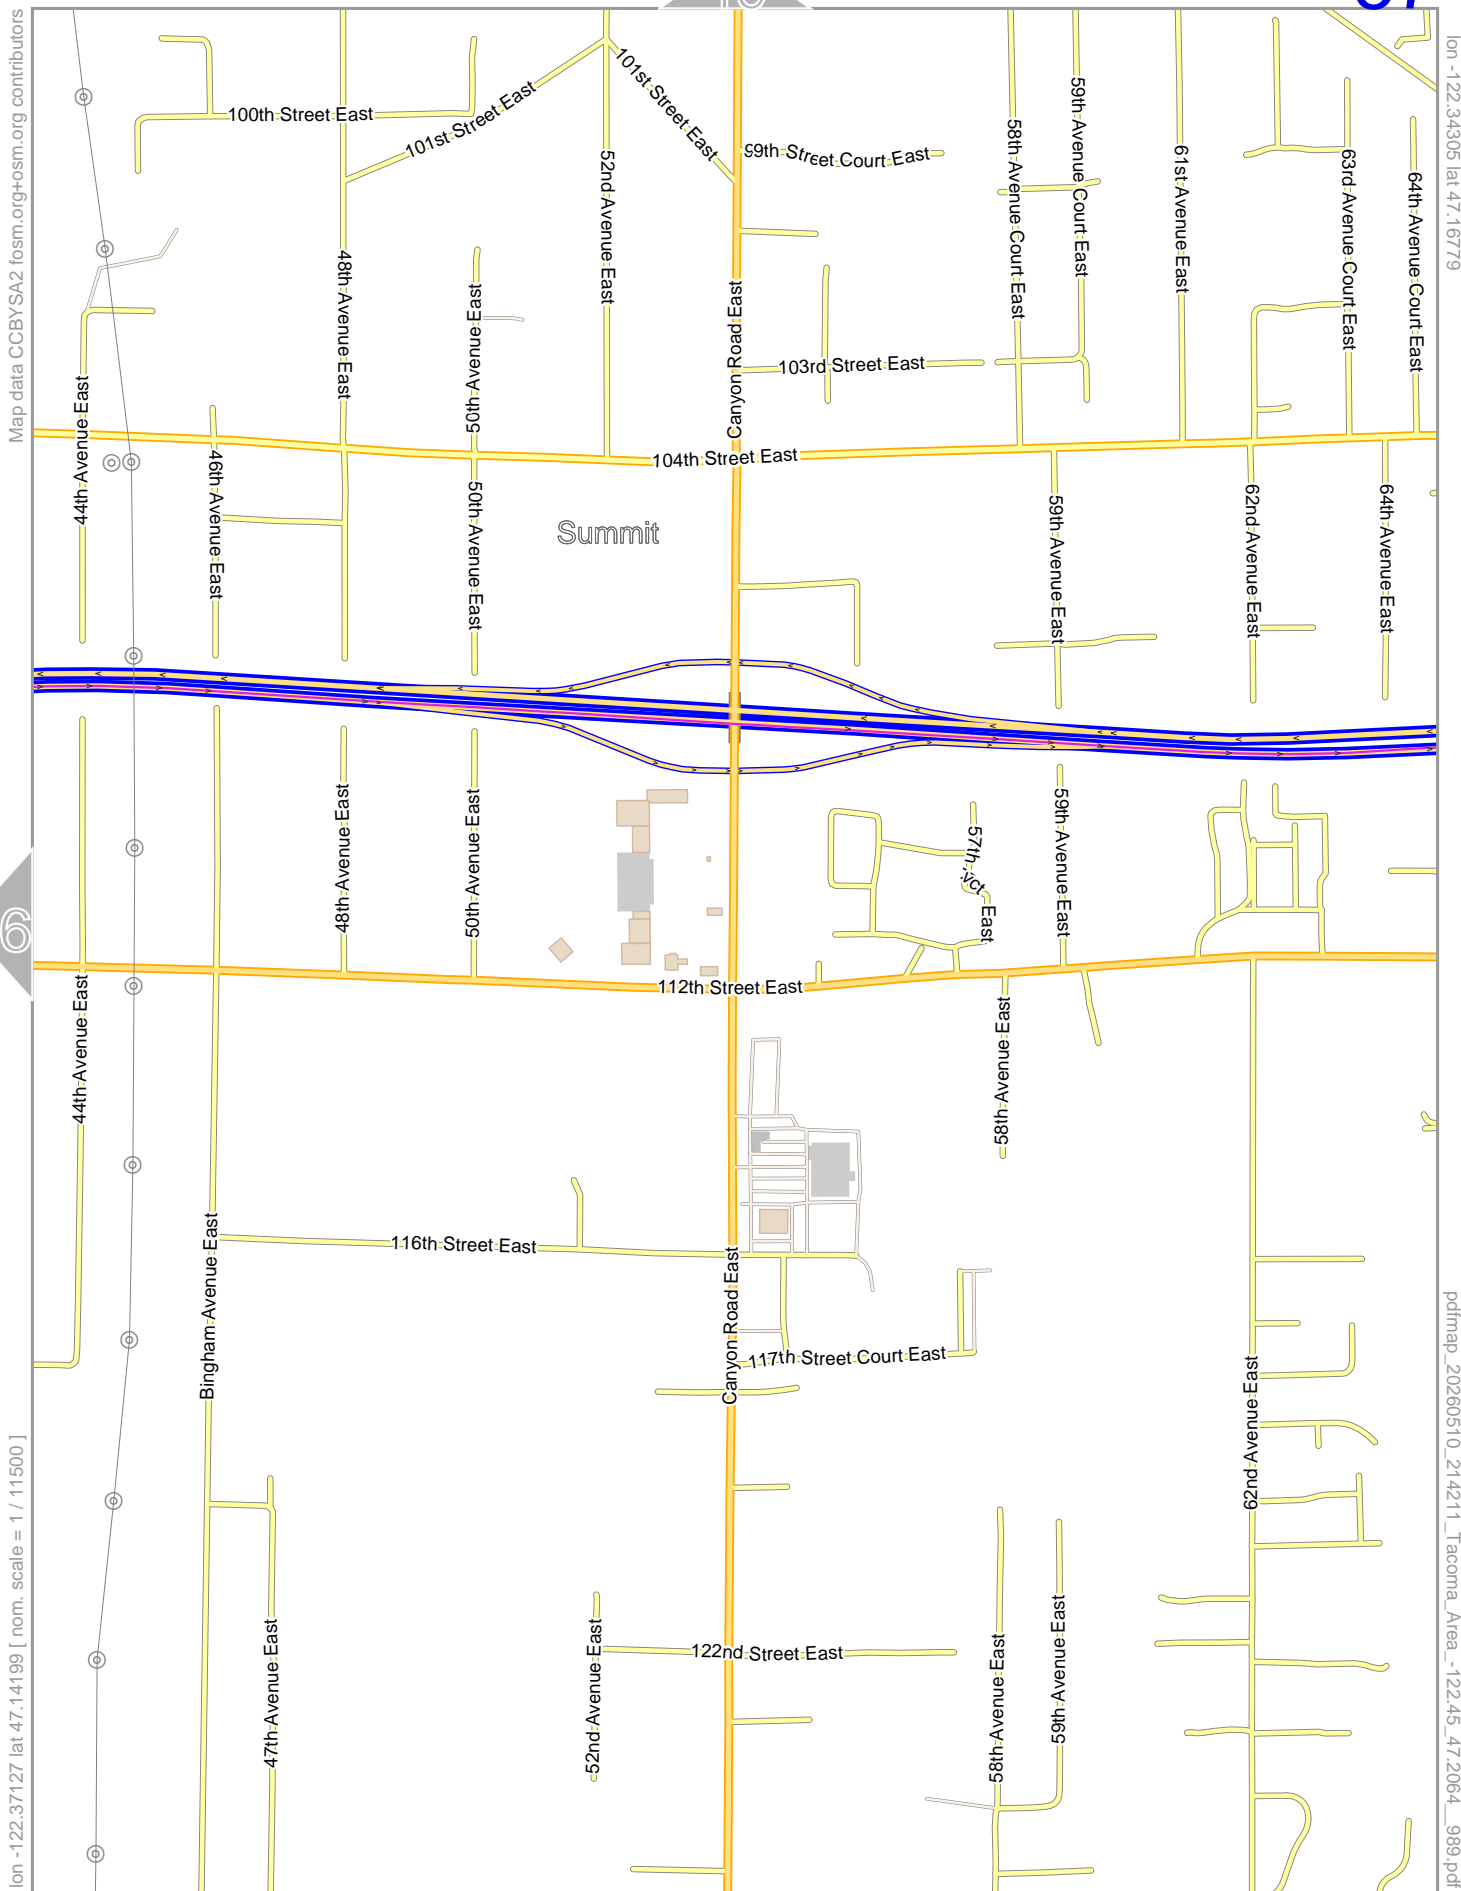 Map data CCBYSA2 fosm.org+osm.org contributors
lon -122.34305 lat 47.16779
101st Street East
59th Avenue Court East
100th Street East
101st Street East
99th Street Court East
52nd Avenue East
58th Avenue Court East
61st Avenue East
63rd Avenue Court East
64th Avenue Court East
48th Avenue East
50th Avenue East
Canyon Road East
103rd Street East
44th Avenue East
104th Street East
46th Avenue East
50th Avenue East
59th Avenue East
62nd Avenue East
64th Avenue East
Summit
48th Avenue East
50th Avenue East
57th
East
59th Avenue East
6
44th Avenue East
112th Street East
58th Avenue East
116th Street East
Bingham Avenue East
Canyon Road East
117th Street Court East
62nd Avenue East
47th Avenue East
52nd Avenue East
122nd Street East
58th Avenue East
59th Avenue East
lon -122.37127 lat 47.14199 [ nom. scale = 1 / 11500 ]
pdfmap_20260510_214211_Tacoma_Area_-122.45_47.2064__989.pdf